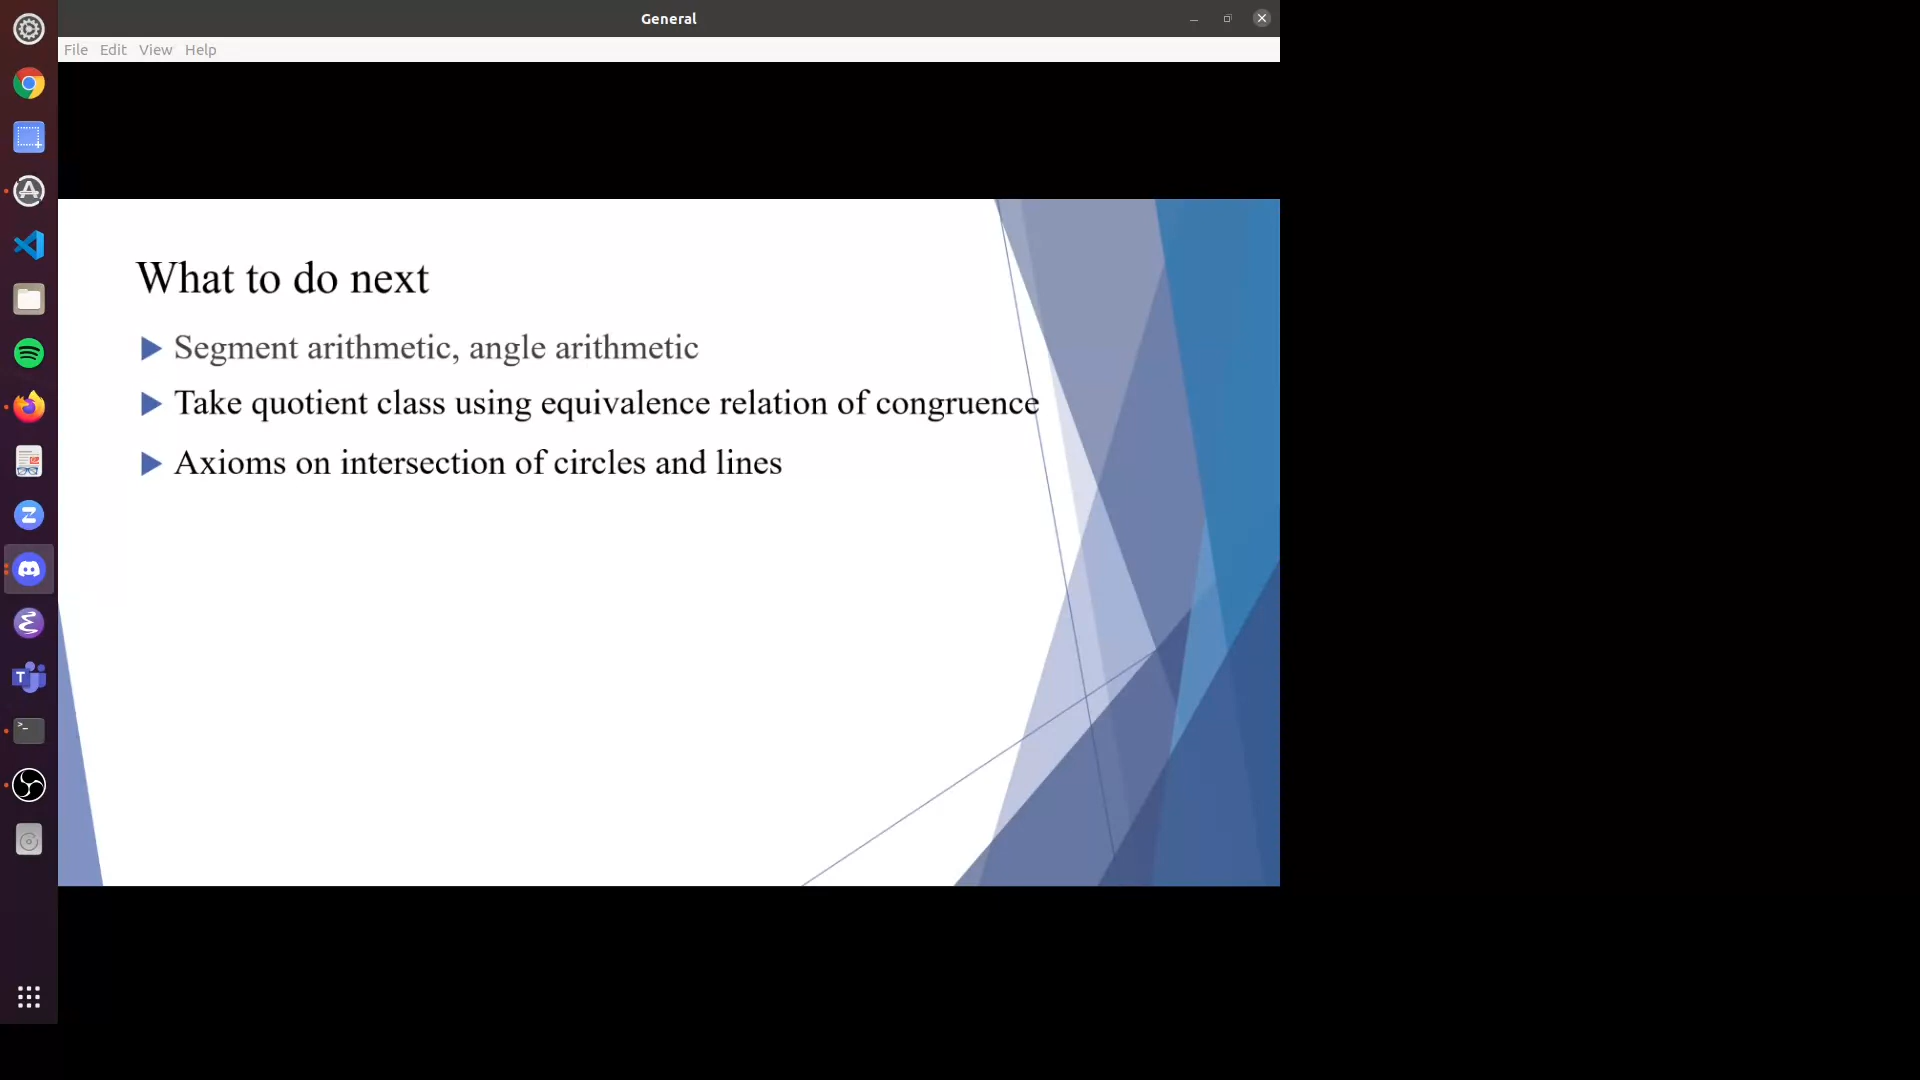 General
File Edit View Help
What to do next
Segment arithmetic, angle arithmetic
Take quotient class using equivalence relation of congruence
Axioms on intersection of circles and lines